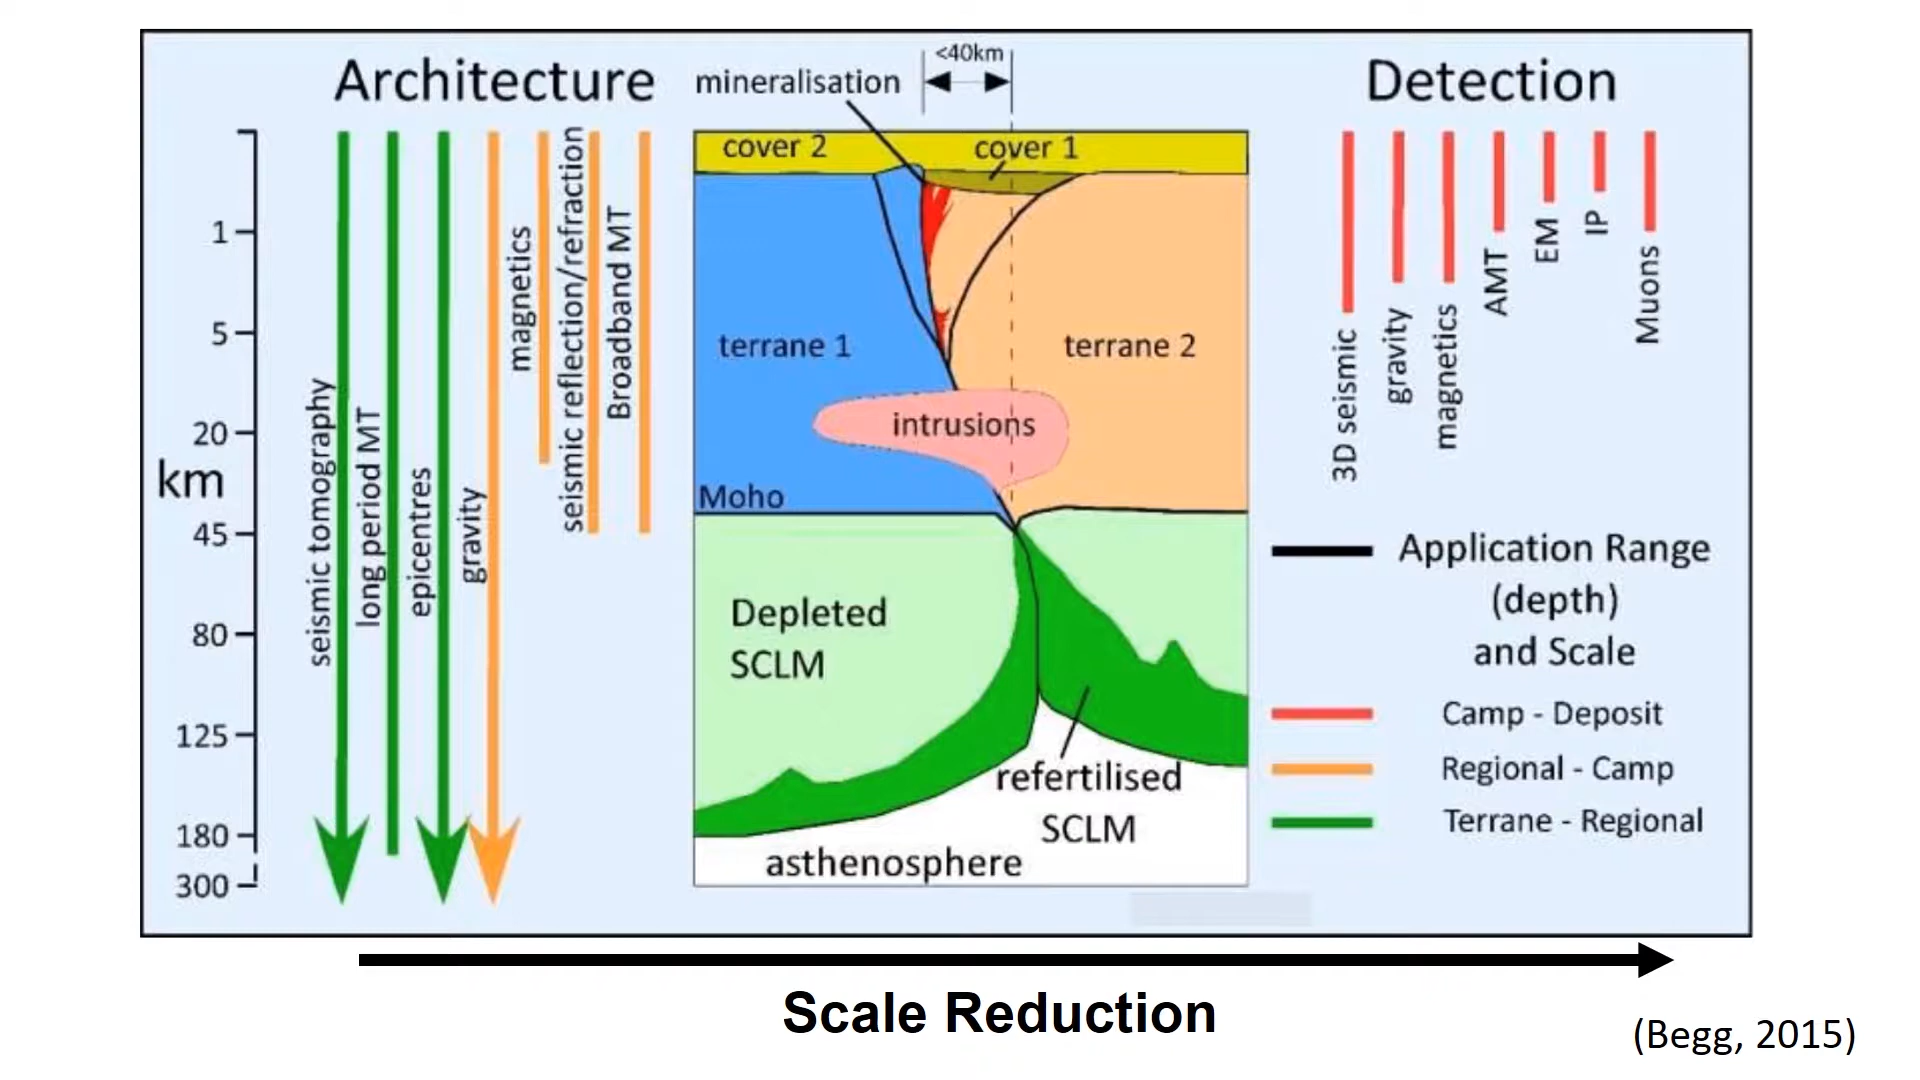 Architecture
mineralisation
<40km
Detection
cover 2
cover 1
1
5
20
km
45
80
125
180
300
seismic tomography
long period MT
epicentres
gravity
magnetics
seismic reflection/refraction
Broadband MT
terrane 1
terrane 2
intrusions
Moho
Depleted
SCLM
refertilised
SCLM
asthenosphere
3D seismic
gravity
magnetics
AMT
EM
IP
Muons
Application Range
(depth)
and Scale
Camp - Deposit
Regional - Camp
Terrane - Regional
Scale Reduction
(Begg, 2015)